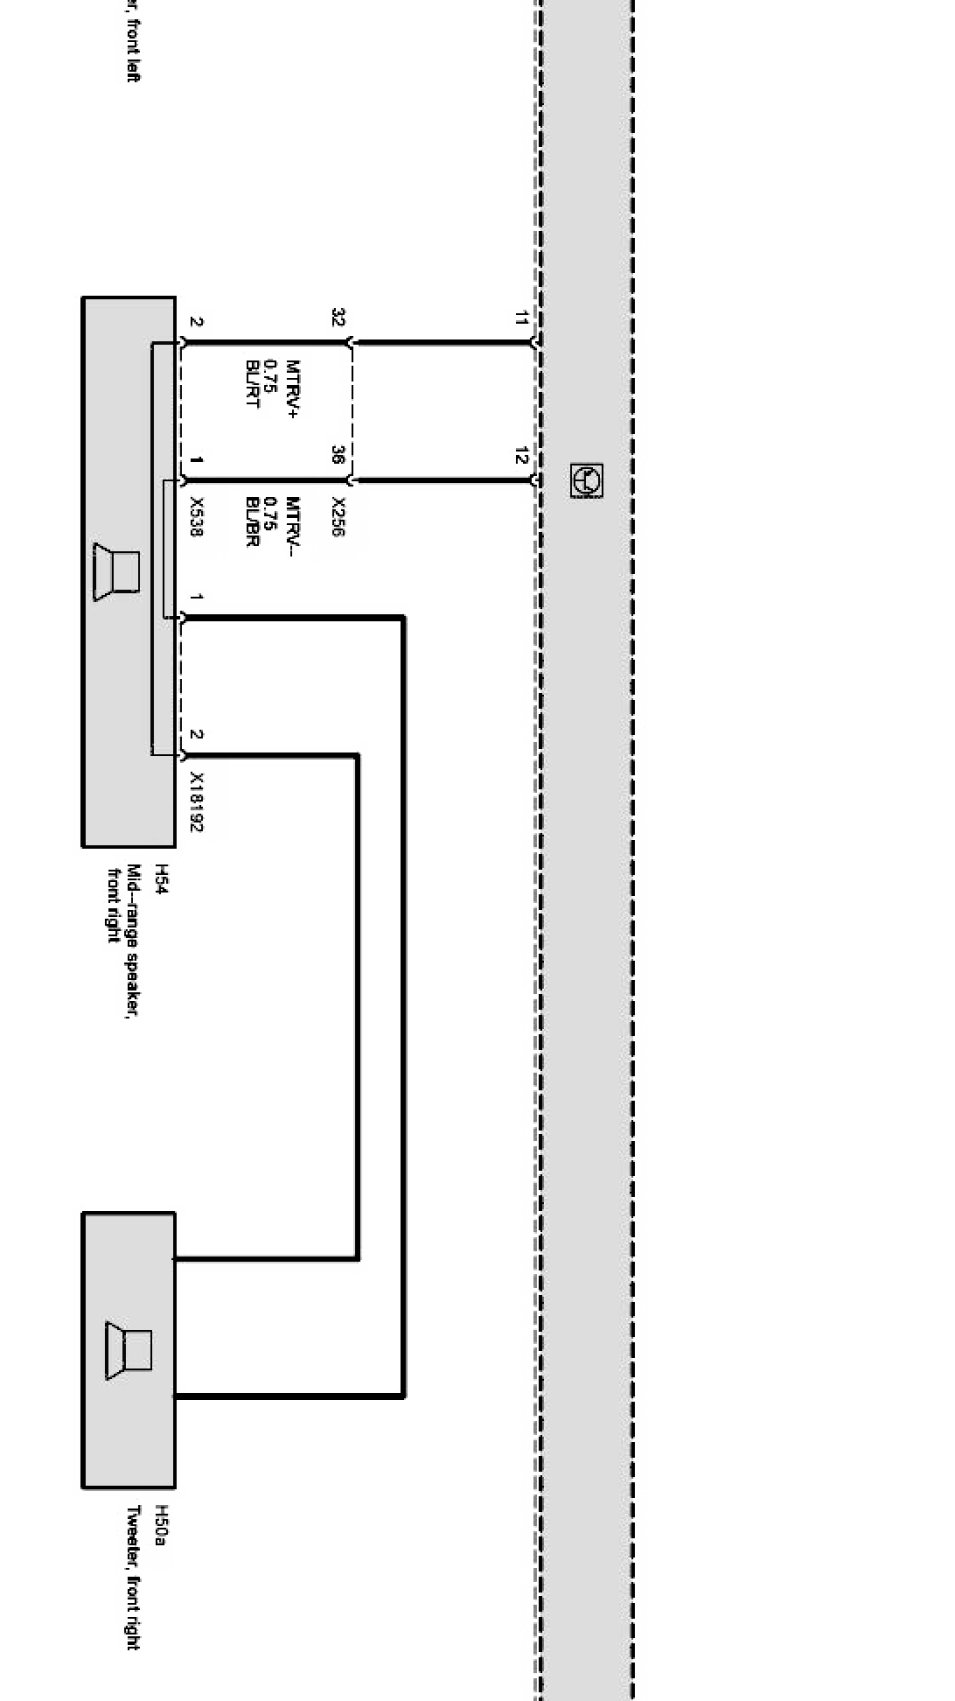 er, front left
11
12
32
36
X256
MTRV+
0.75
BL/RT
MTRV--
0.75
BL/BR
2
1
X538
1
2
X18192
H54
Mid--range speaker,
front right
H50a
Tweeter, front right